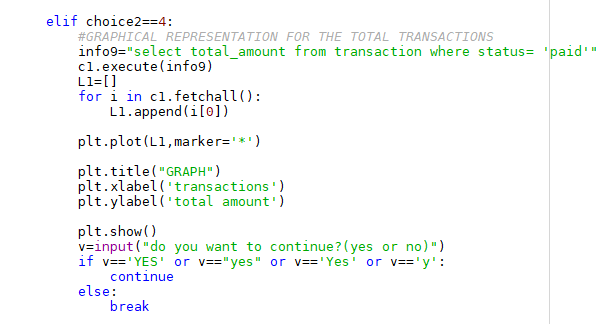 elif choice2==4:
#GRAPHICAL REPRESENTATION FOR THE TOTAL TRANSACTIONS
info9="select total_amount from transaction where status= 'paid'"
c1.execute(info9)
L1=[]
for i in c1.fetchall():
L1.append(i[0])
plt.plot(L1,marker='*')
plt.title("GRAPH")
plt.xlabel('transactions')
plt.ylabel('total amount')
plt.show()
v=input("do you want to continue?(yes or no)")
if v=='YES' or v=="yes" or v=='Yes' or v=='y':
continue
else:
break